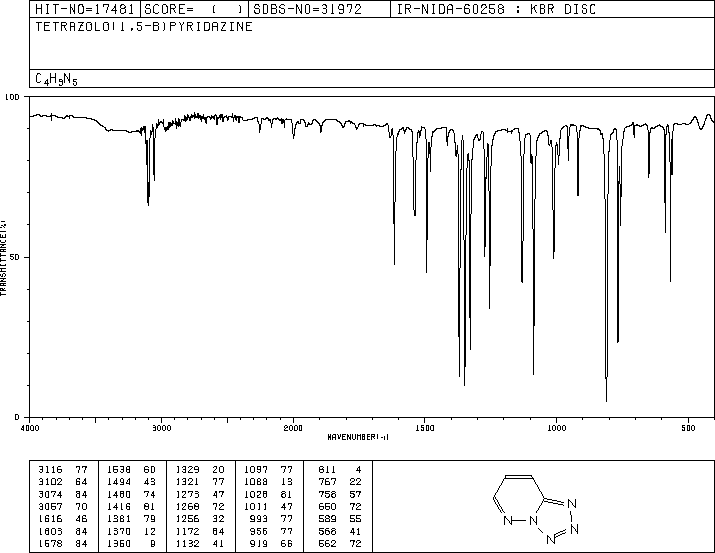 HIT-NO=17481 SCORE= ( ) SDBS-NO=31972 IR-NIDA-60258 : KBR DISC
TETRAZOLO(1,5-B)PYRIDAZINE
C4H3N5
100
TRANSMITTANCE(%)
50
0
4000 3000 2000 1500 1000 500
WAVENUMBER(-1)
3116 77 1538 60 1329 20 1097 77 811 4
3102 64 1494 43 1321 77 1088 13 767 22
3074 84 1480 74 1273 47 1028 81 758 57
3057 70 1416 81 1268 72 1011 47 650 72
1616 46 1381 79 1256 32 993 77 589 55
1603 84 1370 12 1172 84 956 77 568 41
1578 84 1350 9 1132 41 919 66 562 72
N N N N N